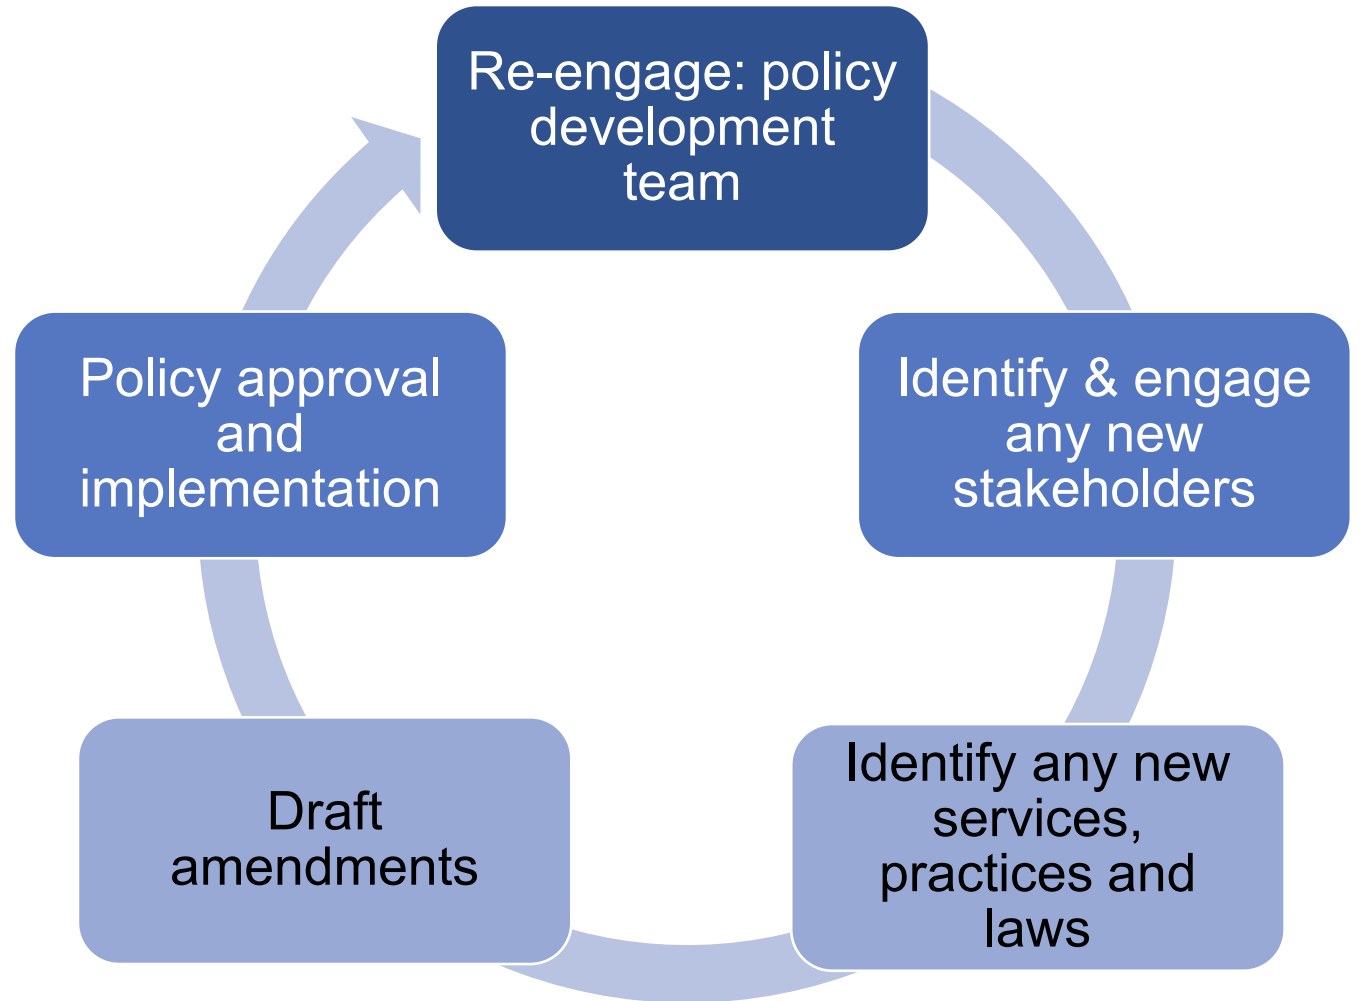 Re-engage: policy
development
team
Identify & engage
any new
stakeholders
Identify any new
services,
practices and
laws
Draft
amendments
Policy approval
and
implementation